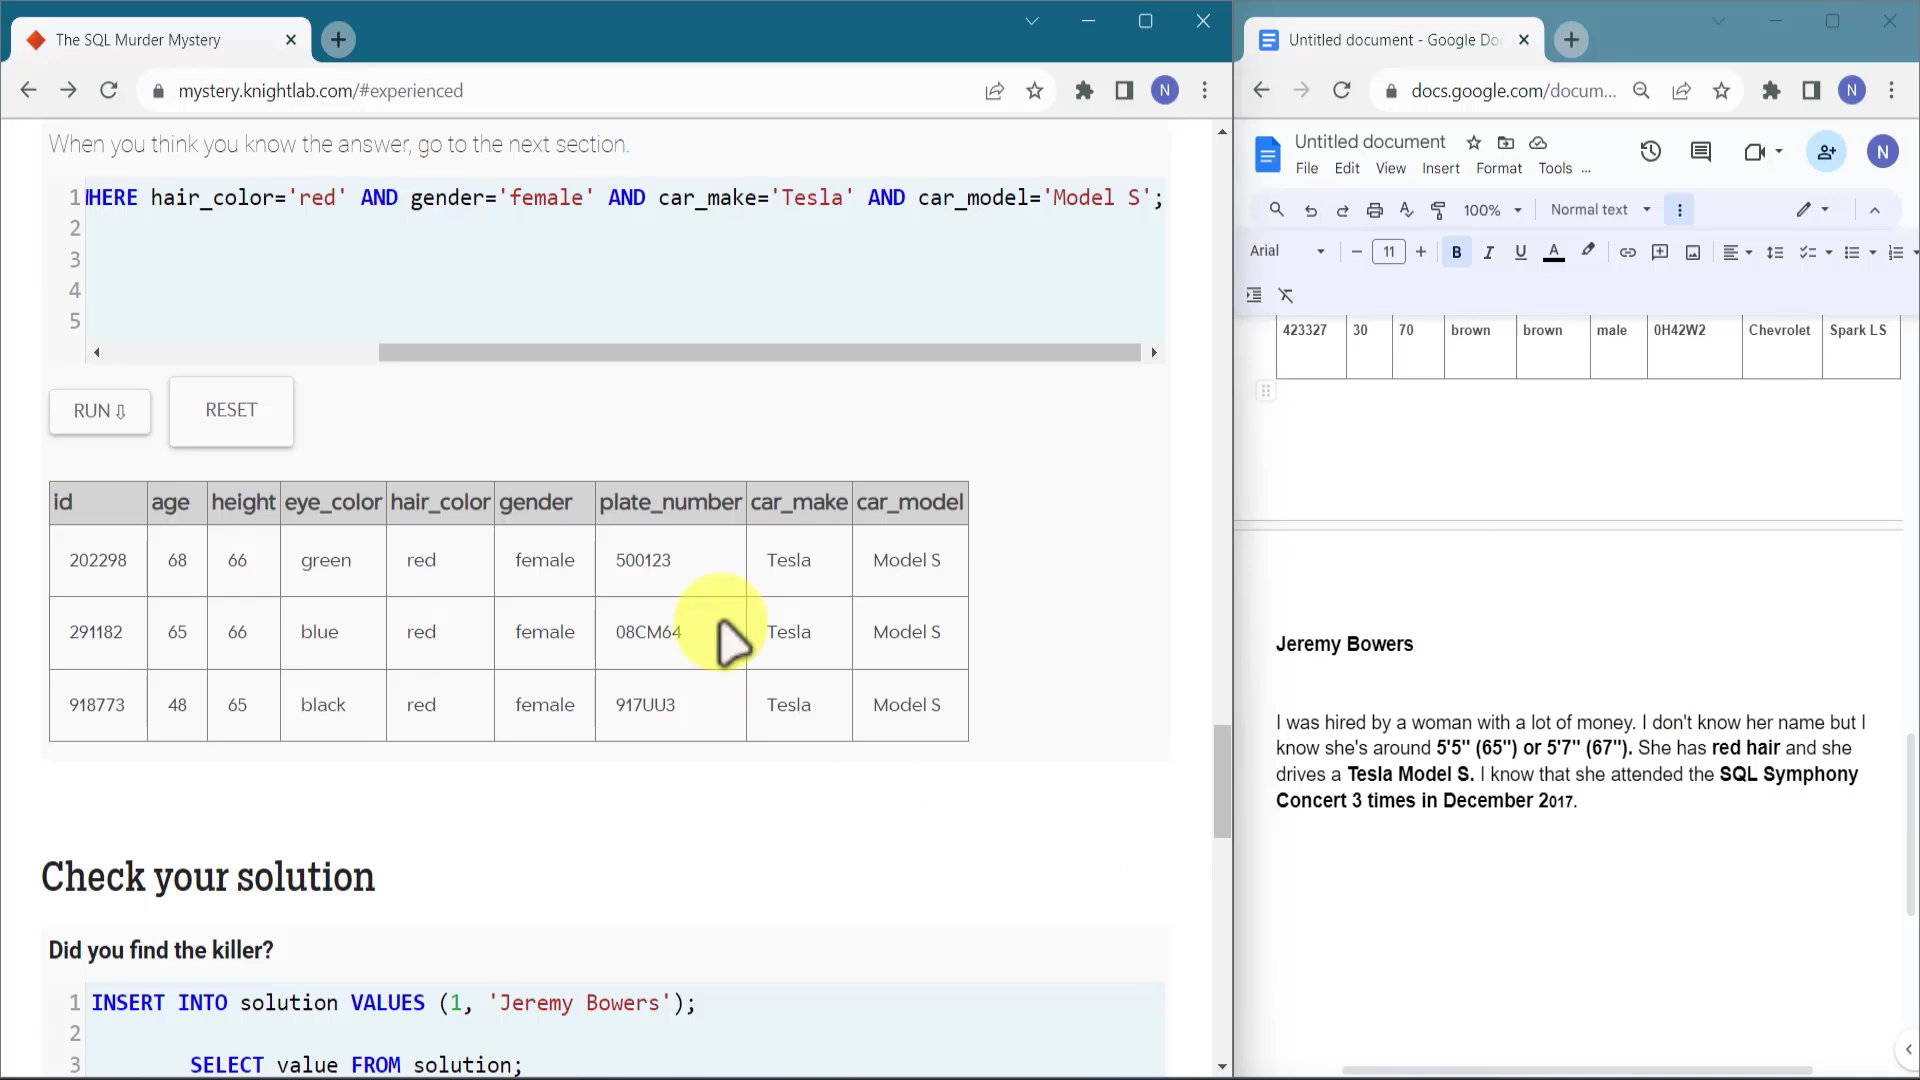 The SQL Murder Mystery
mystery.knightlab.com/#experienced
N
When you think you know the answer, go to the next section.
1 HERE hair_color='red' AND gender='female' AND car_make='Tesla' AND car_model='Model S';
2
3
4
5
RUN ⇩
RESET
id age height eye_color hair_color gender plate_number car_make car_model
202298 68 66 green red female 500123 Tesla Model S
291182 65 66 blue red female 08CM64 Tesla Model S
918773 48 65 black red female 917UU3 Tesla Model S
Check your solution
Did you find the killer?
1 INSERT INTO solution VALUES (1, 'Jeremy Bowers');
2
3 SELECT value FROM solution;
Untitled document - Google Do
docs.google.com/docum...
N
Untitled document
File Edit View Insert Format Tools ...
N
100% Normal text
Arial 11 B I U A
423327 30 70 brown brown male 0H42W2 Chevrolet Spark LS
Jeremy Bowers
I was hired by a woman with a lot of money. I don't know her name but I
know she's around 5'5" (65") or 5'7" (67"). She has red hair and she
drives a Tesla Model S. I know that she attended the SQL Symphony
Concert 3 times in December 2017.